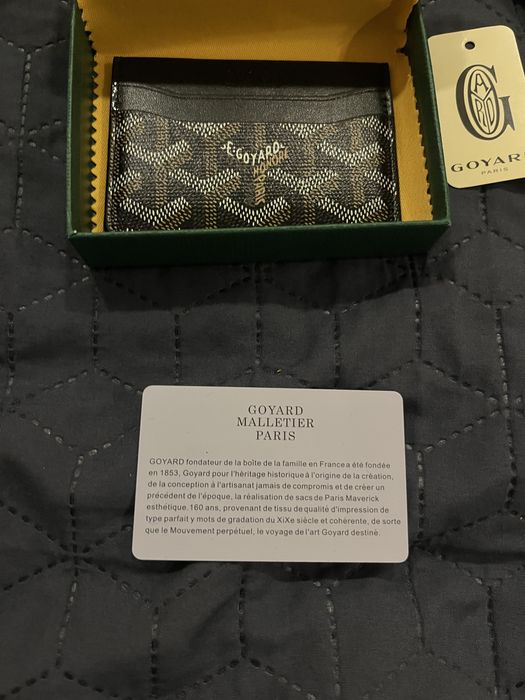 E.GOYARD
GOYARD
PARIS
GOYARD
MALLETIER
PARIS
GOYARD fondateur de la boîte de la famille en Francea été fondée
en 1853, Goyard pour l'héritage historique à l'origine de la création,
de la conception à l'artisanat jamais de compromis et de créer un
précédent de l'époque, la réalisation de sacs de Paris Maverick
esthétique.160 ans, provenant de tissu de qualité d'impression de
type parfait y mots de gradation du XiXe siècle et cohérente, de sorte
que le Mouvement perpétuel, le voyage de l'art Goyard destiné.